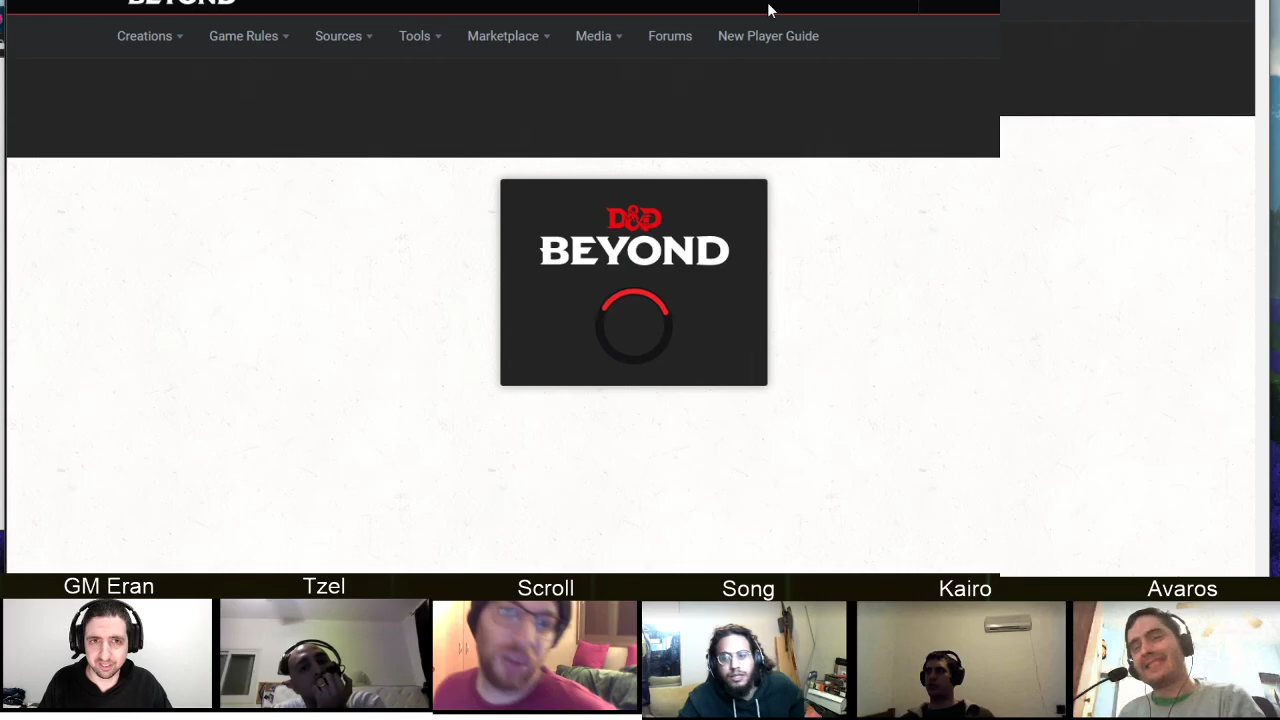 BEYOND
Creations Game Rules Sources Tools Marketplace Media Forums New Player Guide
D&D
BEYOND
GM Eran Tzel Scroll Song Kairo Avaros